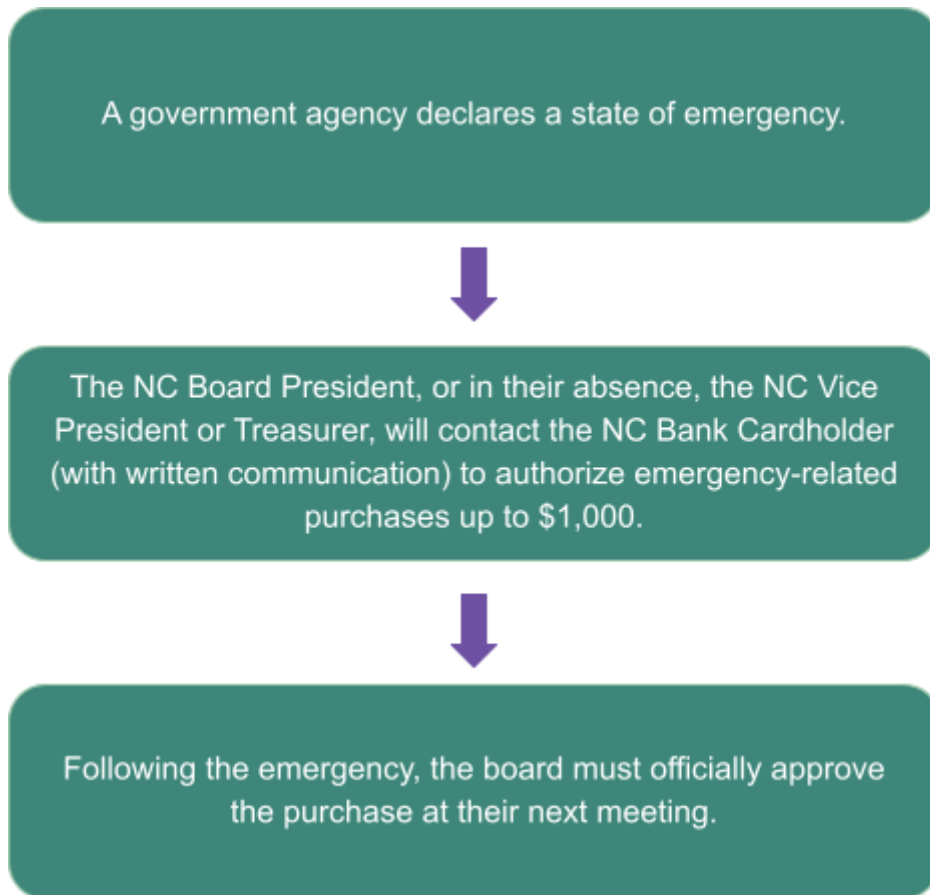 A government agency declares a state of emergency.
The NC Board President, or in their absence, the NC Vice
President or Treasurer, will contact the NC Bank Cardholder
(with written communication) to authorize emergency-related
purchases up to $1,000.
Following the emergency, the board must officially approve
the purchase at their next meeting.